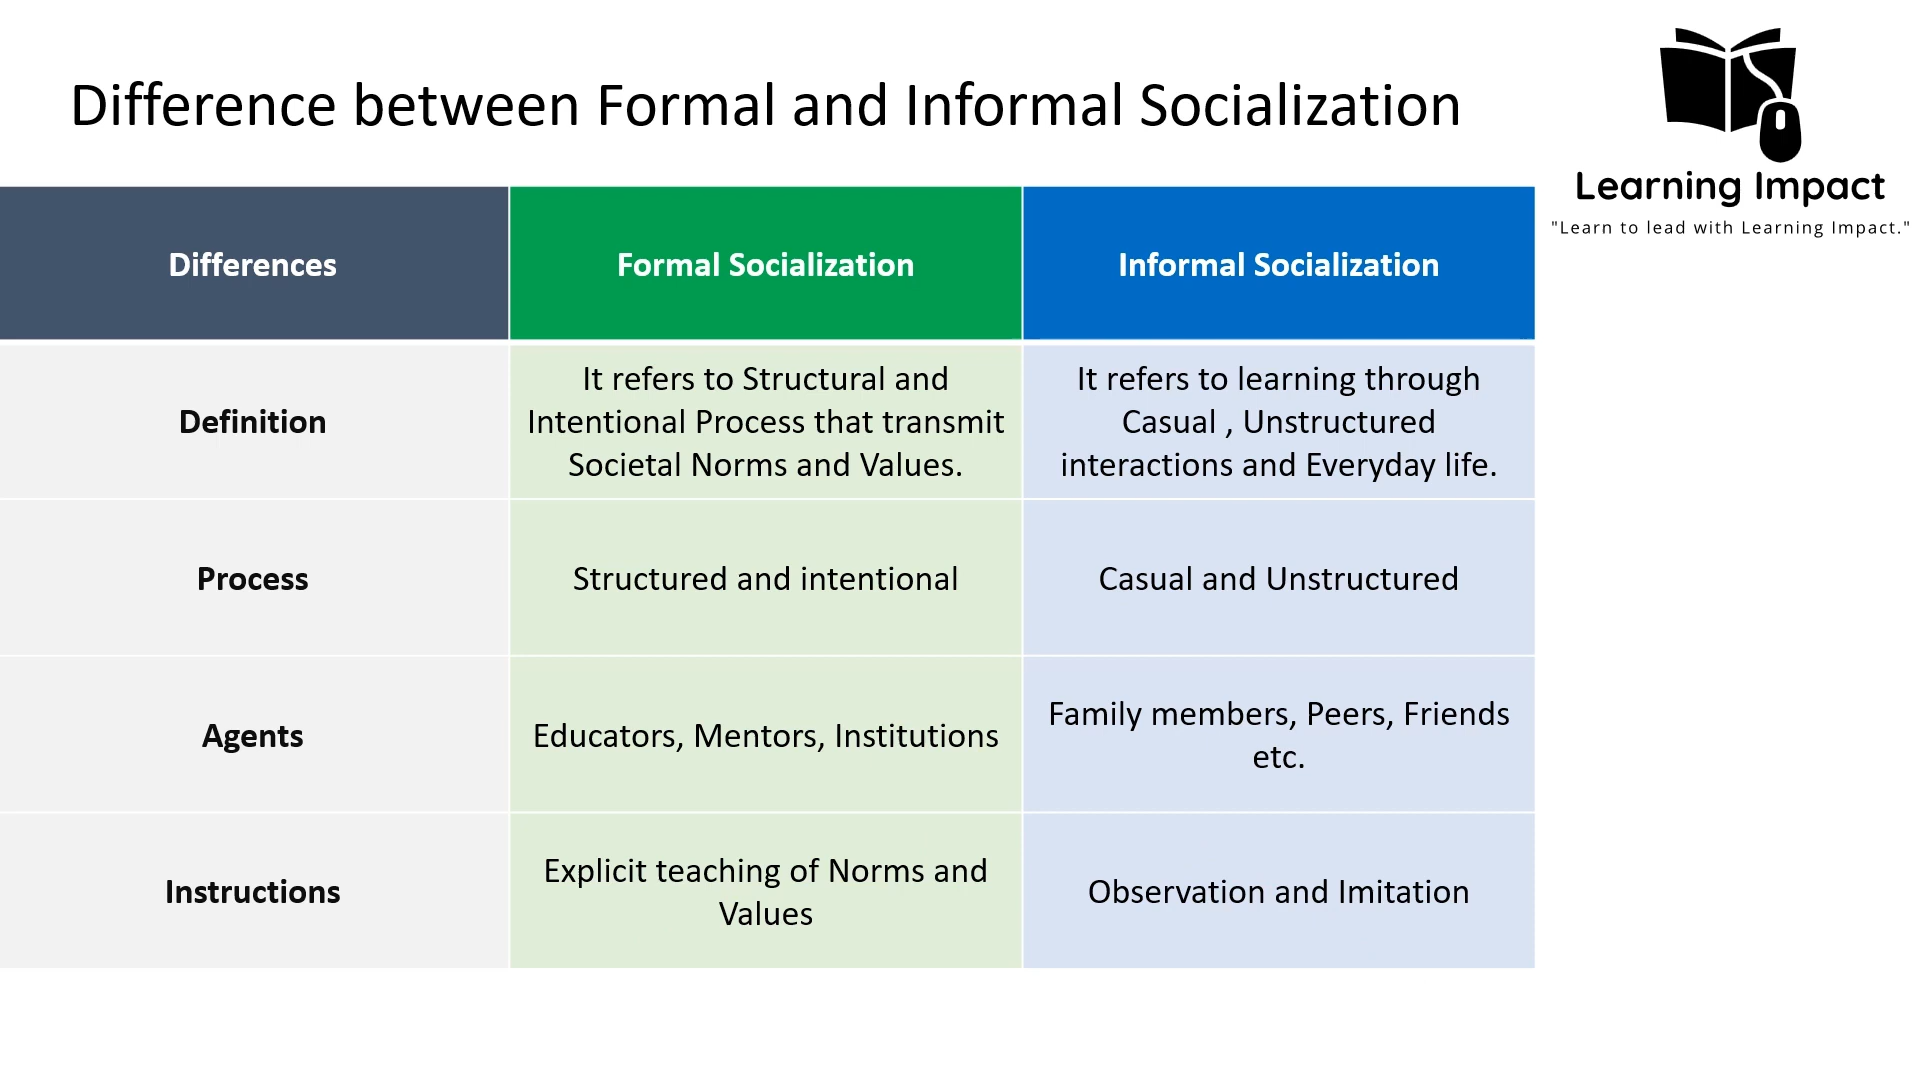 Difference between Formal and Informal Socialization
Learning Impact
"Learn to lead with Learning Impact."
Differences
Formal Socialization
Informal Socialization
Definition
It refers to Structural and
Intentional Process that transmit
Societal Norms and Values.
It refers to learning through
Casual , Unstructured
interactions and Everyday life.
Process
Structured and intentional
Casual and Unstructured
Agents
Educators, Mentors, Institutions
Family members, Peers, Friends
etc.
Instructions
Explicit teaching of Norms and
Values
Observation and Imitation